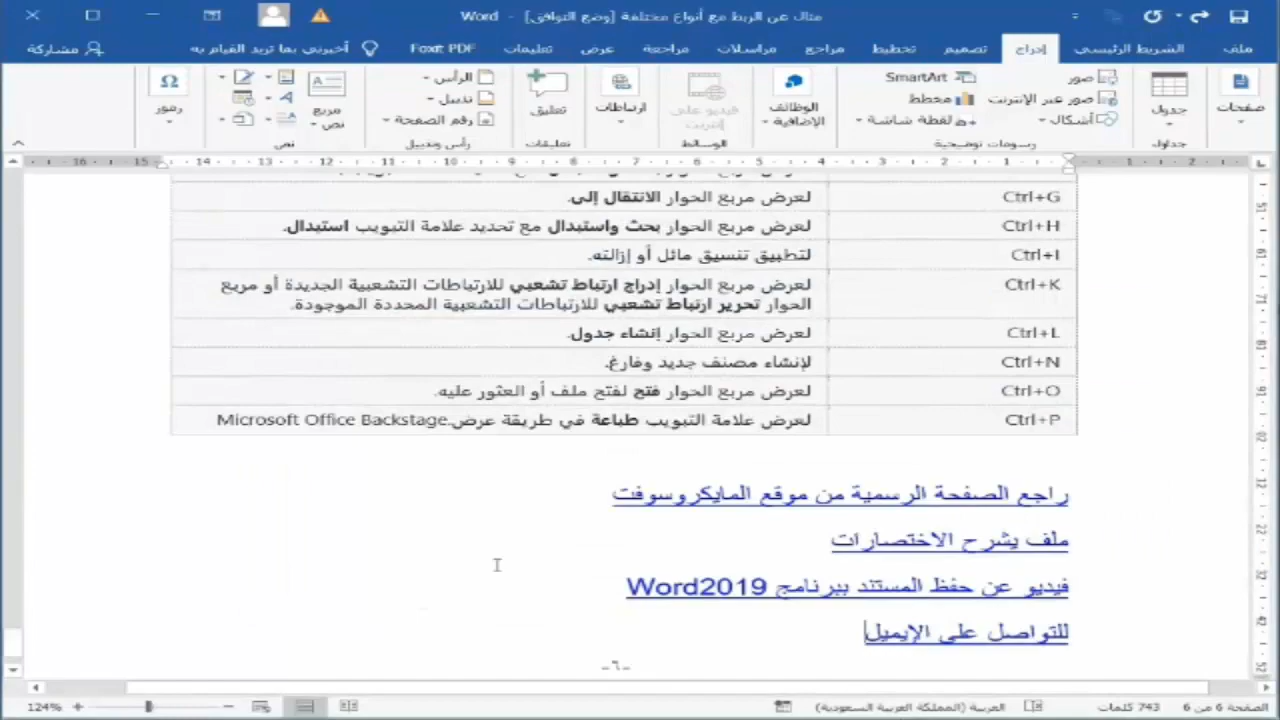 مثال عن الربط مع أنواع مختلفة [وضع التوافق] - Word
ملف
الشريط الرئيسي
إدراج
تصميم
تخطيط
مراجع
مراسلات
مراجعة
عرض
تعليمات
Foxit PDF
أخبرني بما تريد القيام به
مشاركة
صفحات
جدول
جداول
صور
صور عبر الإنترنت
أشكال
SmartArt
مخطط
لقطة شاشة
رسومات توضيحية
الوظائف
الإضافية
فيديو على
إنترنت
الوسائط
ارتباطات
تعليق
تعليقات
الرأس
تذييل
رقم الصفحة
رأس وتذييل
مربع
نص
نص
رموز
Ctrl+G لعرض مربع الحوار الانتقال إلى.
Ctrl+H لعرض مربع الحوار بحث واستبدال مع تحديد علامة التبويب استبدال.
Ctrl+I لتطبيق تنسيق مائل أو إزالته.
Ctrl+K لعرض مربع الحوار إدراج ارتباط تشعبي للارتباطات التشعبية الجديدة أو مربع
الحوار تحرير ارتباط تشعبي للارتباطات التشعبية المحددة الموجودة.
Ctrl+L لعرض مربع الحوار إنشاء جدول.
Ctrl+N لإنشاء مصنف جديد وفارغ.
Ctrl+O لعرض مربع الحوار فتح لفتح ملف أو العثور عليه.
Ctrl+P لعرض علامة التبويب طباعة في طريقة عرض.Microsoft Office Backstage
راجع الصفحة الرسمية من موقع المايكروسوفت
ملف يشرح الاختصارات
فيديو عن حفظ المستند ببرنامج Word2019
للتواصل على الإيميل
-٦-
الصفحة 6 من 6
743 كلمات
العربية (المملكة العربية السعودية)
124%